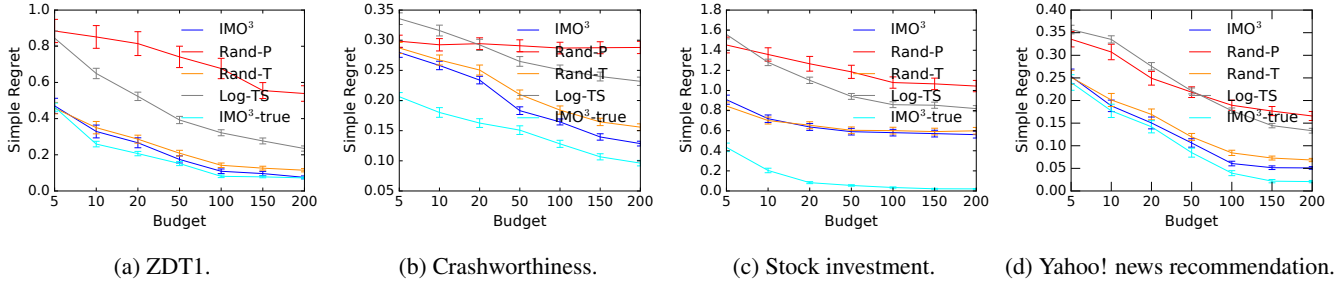 Simple Regret
1.0
0.8
0.6
0.4
0.2
0.0
5 10 20 50 100 150 200
Budget
IMO³
Rand-P
Rand-T
Log-TS
IMO³-true
(a) ZDT1.
Simple Regret
0.35
0.30
0.25
0.20
0.15
0.10
0.05
5 10 20 50 100 150 200
Budget
IMO³
Rand-P
Rand-T
Log-TS
IMO³-true
(b) Crashworthiness.
Simple Regret
1.8
1.6
1.4
1.2
1.0
0.8
0.6
0.4
0.2
0.0
5 10 20 50 100 150 200
Budget
IMO³
Rand-P
Rand-T
Log-TS
IMO³-true
(c) Stock investment.
Simple Regret
0.40
0.35
0.30
0.25
0.20
0.15
0.10
0.05
0.00
5 10 20 50 100 150 200
Budget
IMO³
Rand-P
Rand-T
Log-TS
IMO³-true
(d) Yahoo! news recommendation.